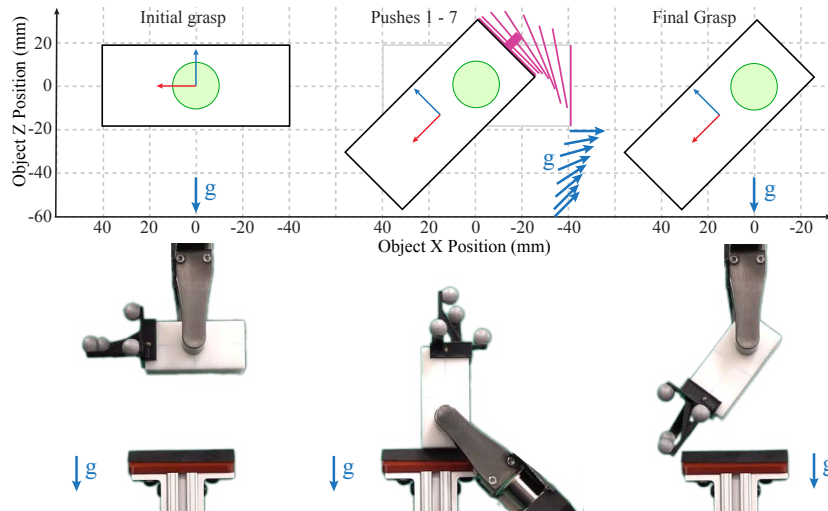 Initial grasp
Pushes 1 - 7
Final Grasp
Object Z Position (mm)
20
0
-20
-40
-60
g
g
g
40 20 0 -20 -40
40 20 0 -20 -40
20 0 -20
Object X Position (mm)
g
g
g